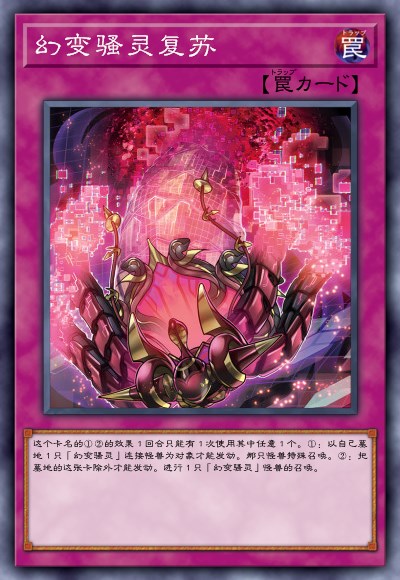 幻变骚灵复苏
トラップ
罠
トラップ
【罠カード】
这个卡名的①②的效果1回合只能有1次使用其中任意1个。①：以自己墓
地1只「幻变骚灵」连接怪兽为对象才能发动。那只怪兽特殊召唤。②：把
墓地的这张卡除外才能发动。进行1只「幻变骚灵」怪兽的召唤。